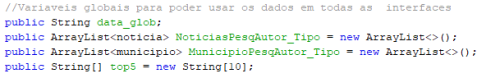 //Variaveis globais para poder usar os dados em todas as  interfaces
public String data_glob;
public ArrayList<noticia> NoticiasPesqAutor_Tipo = new ArrayList<>();
public ArrayList<municipio> MunicipioPesqAutor_Tipo = new ArrayList<>();
public String[] top5 = new String[10];